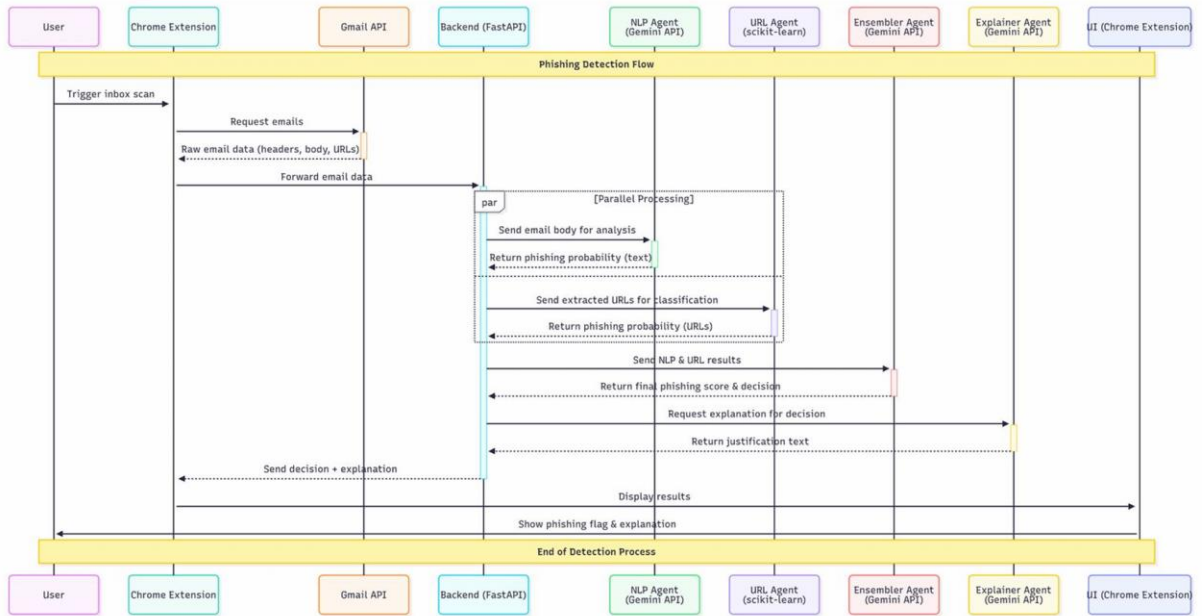 User
Chrome Extension
Gmail API
Backend (FastAPI)
NLP Agent
(Gemini API)
URL Agent
(scikit-learn)
Ensembler Agent
(Gemini API)
Explainer Agent
(Gemini API)
UI (Chrome Extension)
Phishing Detection Flow
Trigger inbox scan
Request emails
Raw email data (headers, body, URLs)
Forward email data
par
[Parallel Processing]
Send email body for analysis
Return phishing probability (text)
Send extracted URLs for classification
Return phishing probability (URLs)
Send NLP & URL results
Return final phishing score & decision
Request explanation for decision
Return justification text
Send decision + explanation
Display results
Show phishing flag & explanation
End of Detection Process
User
Chrome Extension
Gmail API
Backend (FastAPI)
NLP Agent
(Gemini API)
URL Agent
(scikit-learn)
Ensembler Agent
(Gemini API)
Explainer Agent
(Gemini API)
UI (Chrome Extension)